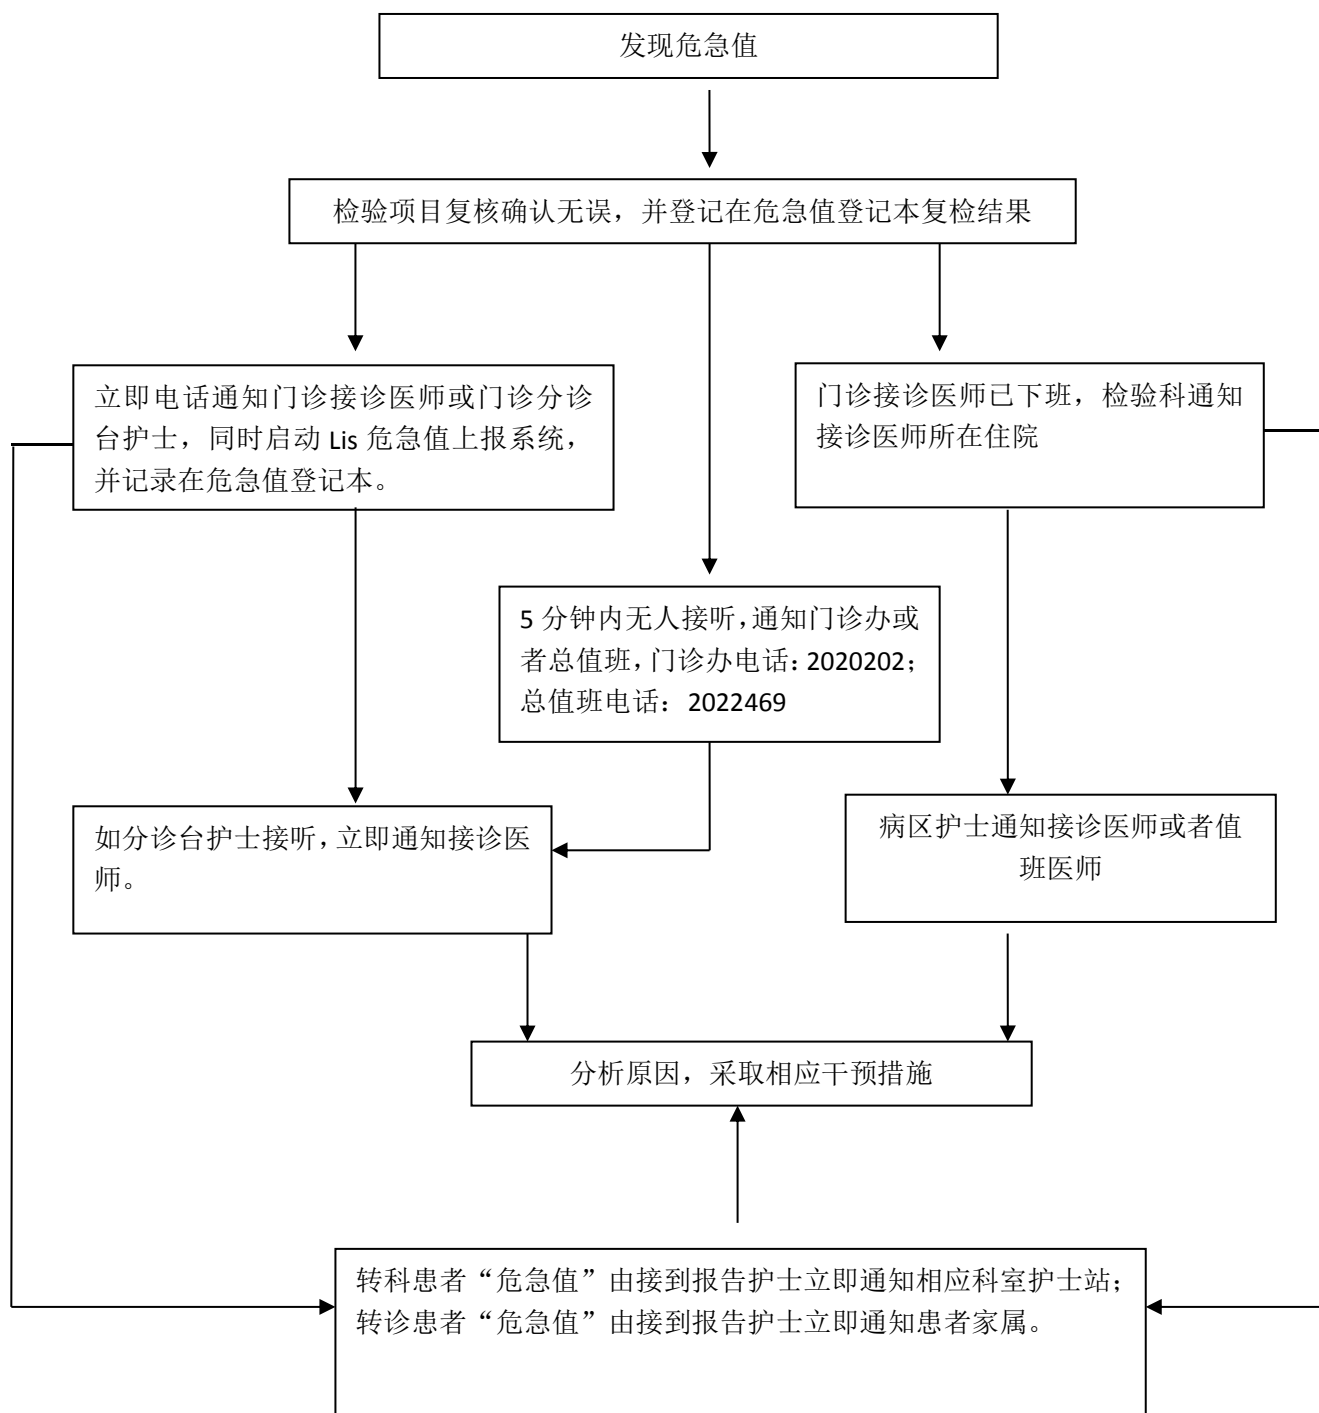 发现危急值
检验项目复核确认无误，并登记在危急值登记本复检结果
立即电话通知门诊接诊医师或门诊分诊
台护士，同时启动 Lis 危急值上报系统，
并记录在危急值登记本。
门诊接诊医师已下班，检验科通知
接诊医师所在住院
5 分钟内无人接听，通知门诊办或
者总值班，门诊办电话：2020202；
总值班电话：2022469
如分诊台护士接听，立即通知接诊医
师。
病区护士通知接诊医师或者值
班医师
分析原因，采取相应干预措施
转科患者“危急值”由接到报告护士立即通知相应科室护士站；
转诊患者“危急值”由接到报告护士立即通知患者家属。